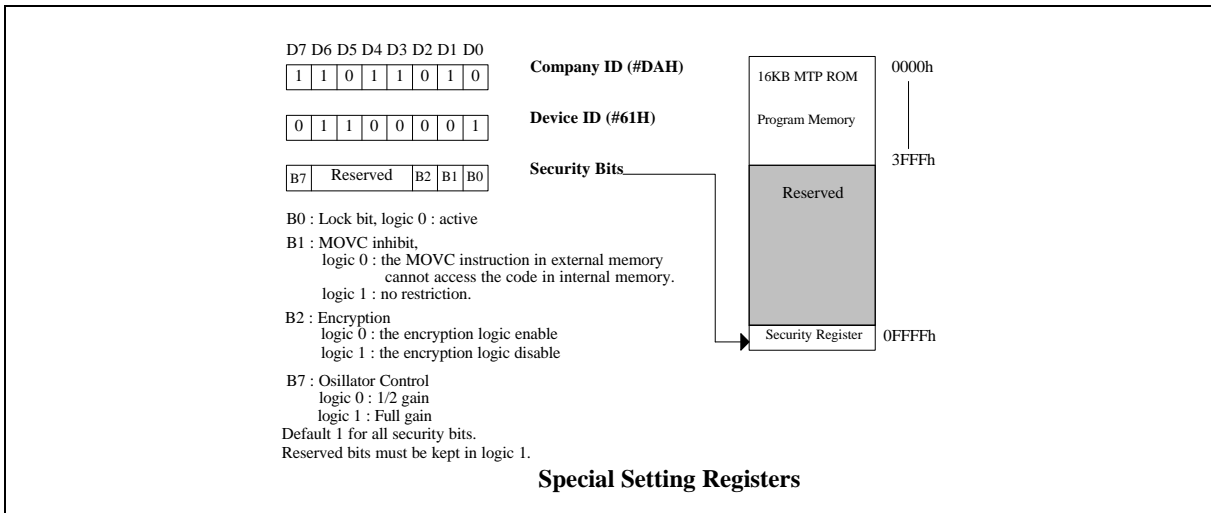 D7 D6 D5 D4 D3 D2 D1 D0
1 1 0 1 1 0 1 0
Company ID (#DAH)
0 1 1 0 0 0 0 1
Device ID (#61H)
B7 Reserved B2 B1 B0
Security Bits
B0 : Lock bit, logic 0 : active
B1 : MOVC inhibit,
logic 0 : the MOVC instruction in external memory
cannot access the code in internal memory.
logic 1 : no restriction.
B2 : Encryption
logic 0 : the encryption logic enable
logic 1 : the encryption logic disable
B7 : Osillator Control
logic 0 : 1/2 gain
logic 1 : Full gain
Default 1 for all security bits.
Reserved bits must be kept in logic 1.
16KB MTP ROM
Program Memory
0000h
3FFFh
Reserved
Security Register
0FFFFh
Special Setting Registers